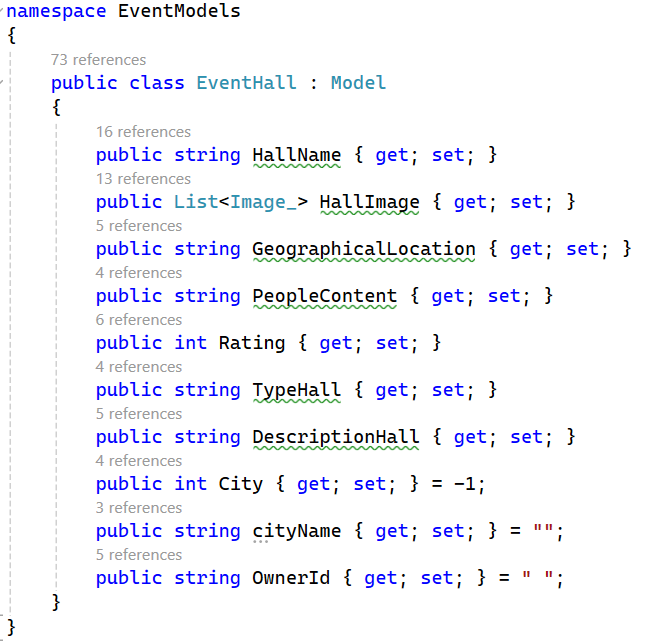 namespace EventModels
{
73 references
public class EventHall : Model
{
16 references
public string HallName { get; set; }
13 references
public List<Image_> HallImage { get; set; }
5 references
public string GeographicalLocation { get; set; }
4 references
public string PeopleContent { get; set; }
6 references
public int Rating { get; set; }
4 references
public string TypeHall { get; set; }
5 references
public string DescriptionHall { get; set; }
4 references
public int City { get; set; } = -1;
3 references
public string cityName { get; set; } = "";
5 references
public string OwnerId { get; set; } = " ";
}
}